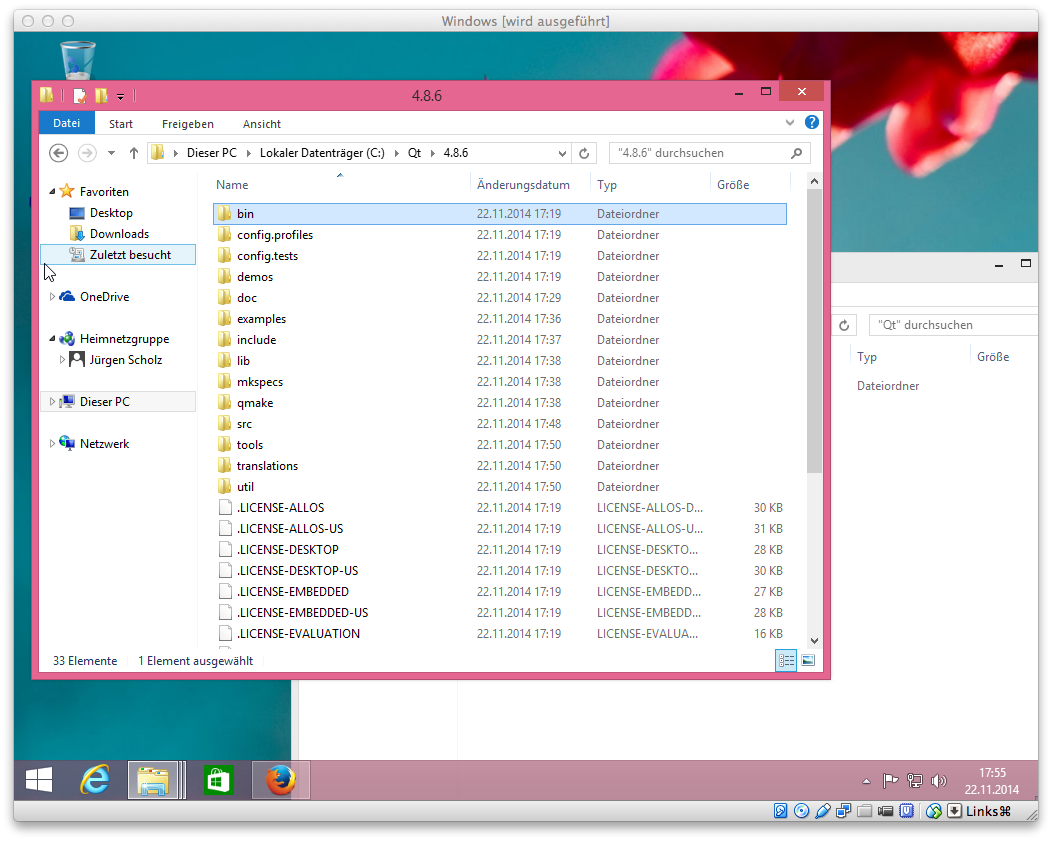 Windows [wird ausgeführt]
4.8.6
Datei Start Freigeben Ansicht
Dieser PC Lokaler Datenträger (C:) Qt 4.8.6 "4.8.6" durchsuchen
Name Änderungsdatum Typ Größe
Favoriten
Desktop
Downloads
Zuletzt besucht
OneDrive
Heimnetzgruppe
Jürgen Scholz
Dieser PC
Netzwerk
bin 22.11.2014 17:19 Dateiordner
config.profiles 22.11.2014 17:19 Dateiordner
config.tests 22.11.2014 17:19 Dateiordner
demos 22.11.2014 17:19 Dateiordner
doc 22.11.2014 17:29 Dateiordner
examples 22.11.2014 17:36 Dateiordner
include 22.11.2014 17:37 Dateiordner
lib 22.11.2014 17:38 Dateiordner
mkspecs 22.11.2014 17:38 Dateiordner
qmake 22.11.2014 17:38 Dateiordner
src 22.11.2014 17:48 Dateiordner
tools 22.11.2014 17:50 Dateiordner
translations 22.11.2014 17:50 Dateiordner
util 22.11.2014 17:50 Dateiordner
.LICENSE-ALLOS 22.11.2014 17:19 LICENSE-ALLOS-D... 30 KB
.LICENSE-ALLOS-US 22.11.2014 17:19 LICENSE-ALLOS-U... 31 KB
.LICENSE-DESKTOP 22.11.2014 17:19 LICENSE-DESKTO... 28 KB
.LICENSE-DESKTOP-US 22.11.2014 17:19 LICENSE-DESKTO... 30 KB
.LICENSE-EMBEDDED 22.11.2014 17:19 LICENSE-EMBEDD... 27 KB
.LICENSE-EMBEDDED-US 22.11.2014 17:19 LICENSE-EMBEDD... 28 KB
.LICENSE-EVALUATION 22.11.2014 17:19 LICENSE-EVALUA... 16 KB
33 Elemente 1 Element ausgewählt
"Qt" durchsuchen
Typ Größe
Dateiordner
17:55
22.11.2014
Links⌘